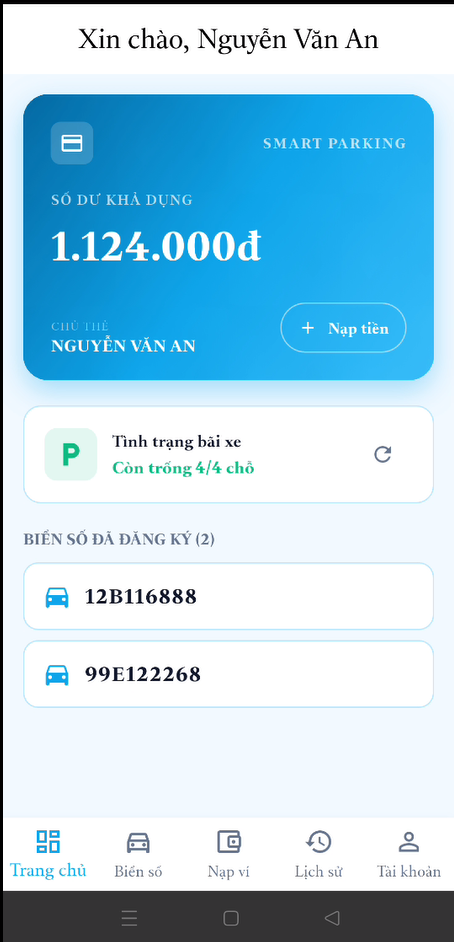 Xin chào, Nguyễn Văn An
SMART PARKING
SỐ DƯ KHẢ DỤNG
1.124.000đ
CHỦ THẺ
NGUYỄN VĂN AN
+ Nạp tiền
P
Tình trạng bãi xe
Còn trống 4/4 chỗ
BIỂN SỐ ĐÃ ĐĂNG KÝ (2)
12B116888
99E122268
Trang chủ
Biển số
Nạp ví
Lịch sử
Tài khoản